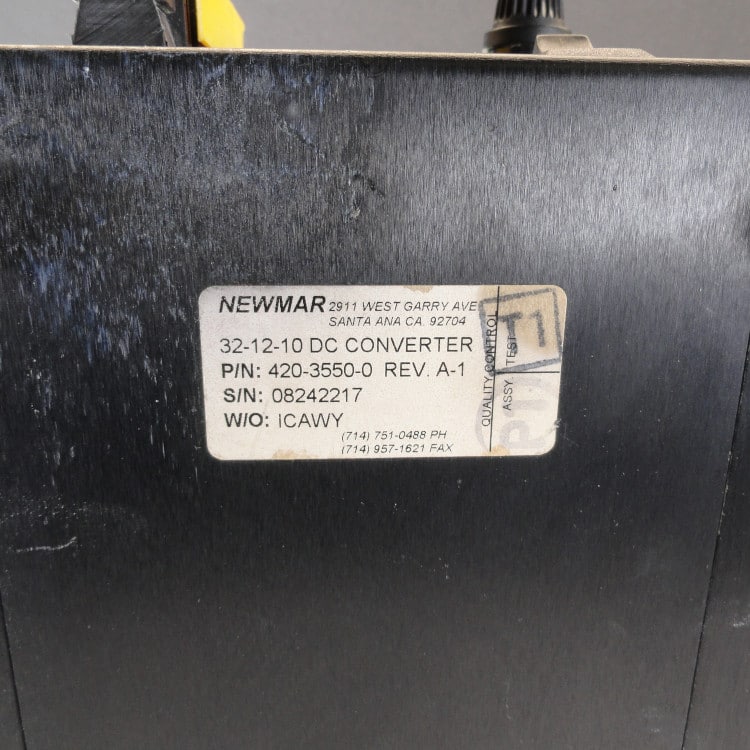 NEWMAR 2911 WEST GARRY AVE
SANTA ANA CA. 92704
32-12-10 DC CONVERTER
P/N: 420-3550-0 REV. A-1
S/N: 08242217
W/O: ICAWY
(714) 751-0488 PH
(714) 957-1621 FAX
QUALITY CONTROL
ASSY TEST